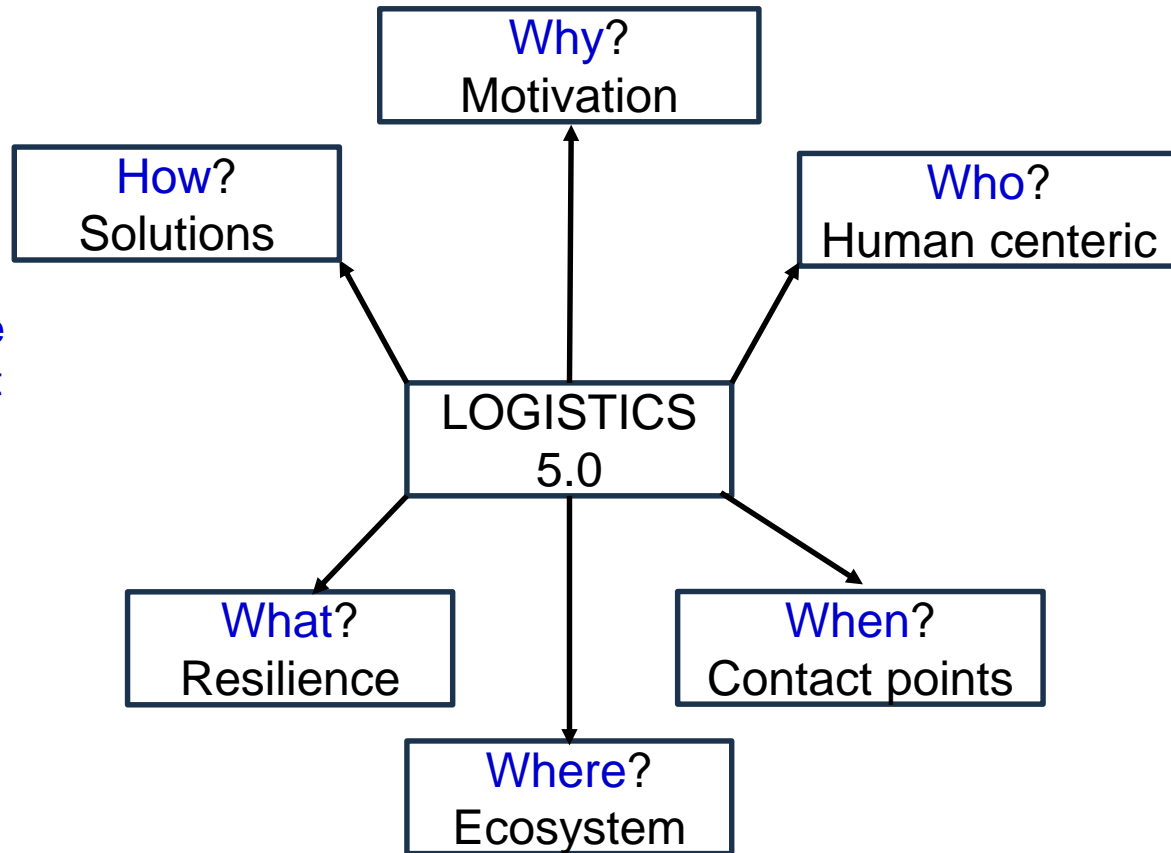 Why?
Motivation
How?
Solutions
Who?
Human centeric
LOGISTICS
5.0
What?
Resilience
When?
Contact points
Where?
Ecosystem